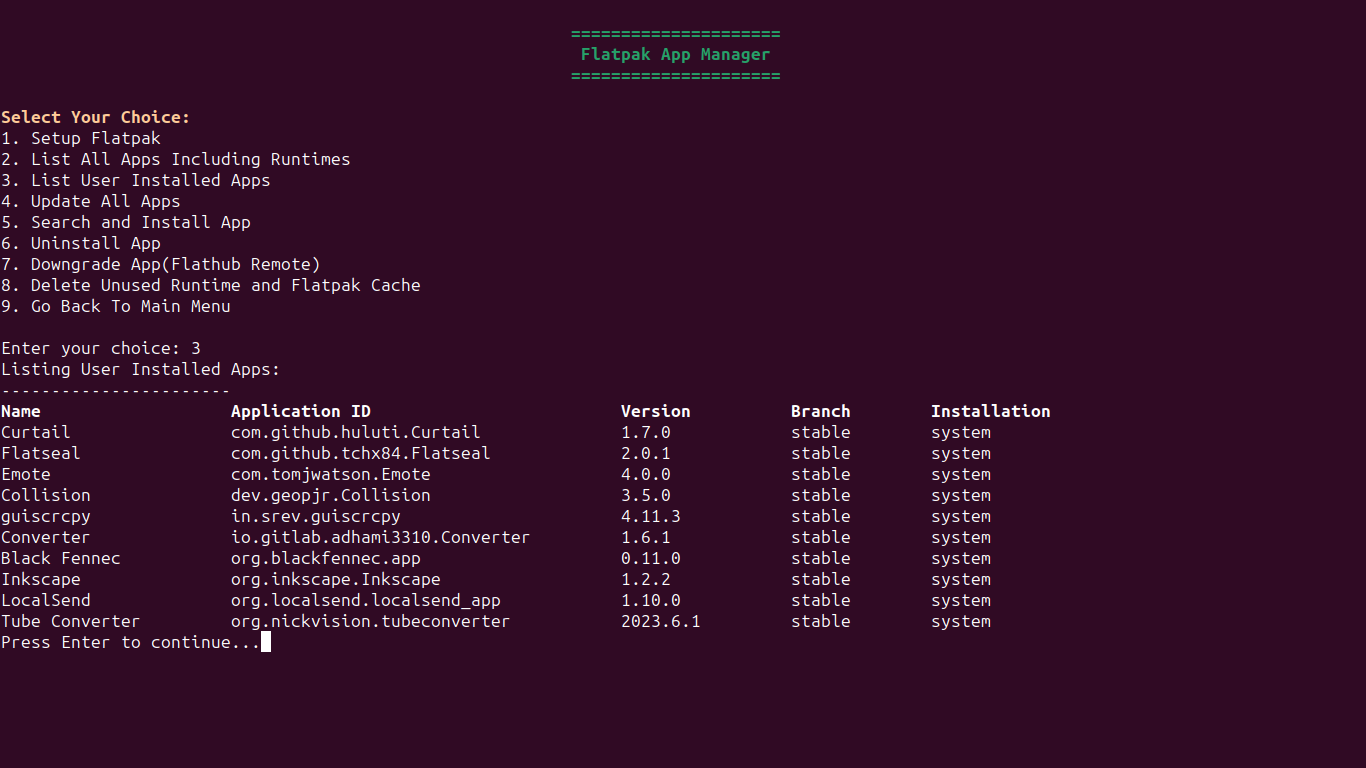 =====================
Flatpak App Manager
=====================
Select Your Choice:
1. Setup Flatpak
2. List All Apps Including Runtimes
3. List User Installed Apps
4. Update All Apps
5. Search and Install App
6. Uninstall App
7. Downgrade App(Flathub Remote)
8. Delete Unused Runtime and Flatpak Cache
9. Go Back To Main Menu
Enter your choice: 3
Listing User Installed Apps:
-----------------------
Name Application ID Version Branch Installation
Curtail com.github.huluti.Curtail 1.7.0 stable system
Flatseal com.github.tchx84.Flatseal 2.0.1 stable system
Emote com.tomjwatson.Emote 4.0.0 stable system
Collision dev.geopjr.Collision 3.5.0 stable system
guiscrcpy in.srev.guiscrcpy 4.11.3 stable system
Converter io.gitlab.adhami3310.Converter 1.6.1 stable system
Black Fennec org.blackfennec.app 0.11.0 stable system
Inkscape org.inkscape.Inkscape 1.2.2 stable system
LocalSend org.localsend.localsend_app 1.10.0 stable system
Tube Converter org.nickvision.tubeconverter 2023.6.1 stable system
Press Enter to continue...